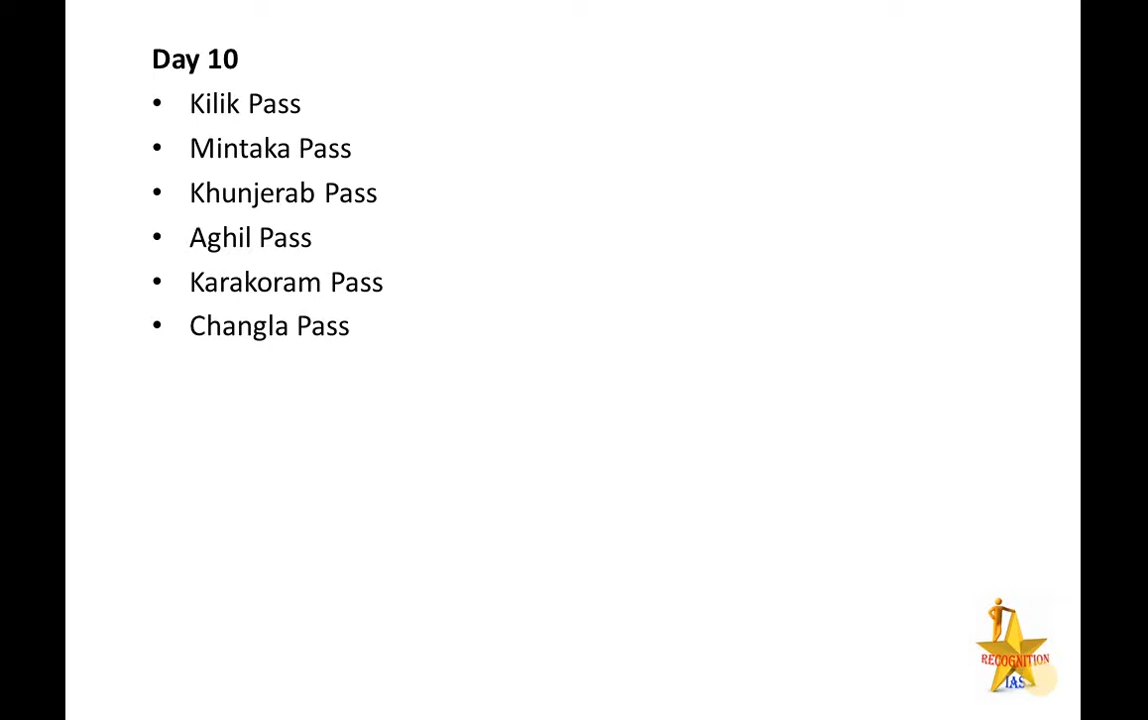 Day 10
• Kilik Pass
• Mintaka Pass
• Khunjerab Pass
• Aghil Pass
• Karakoram Pass
• Changla Pass
RECOGNITION
IAS